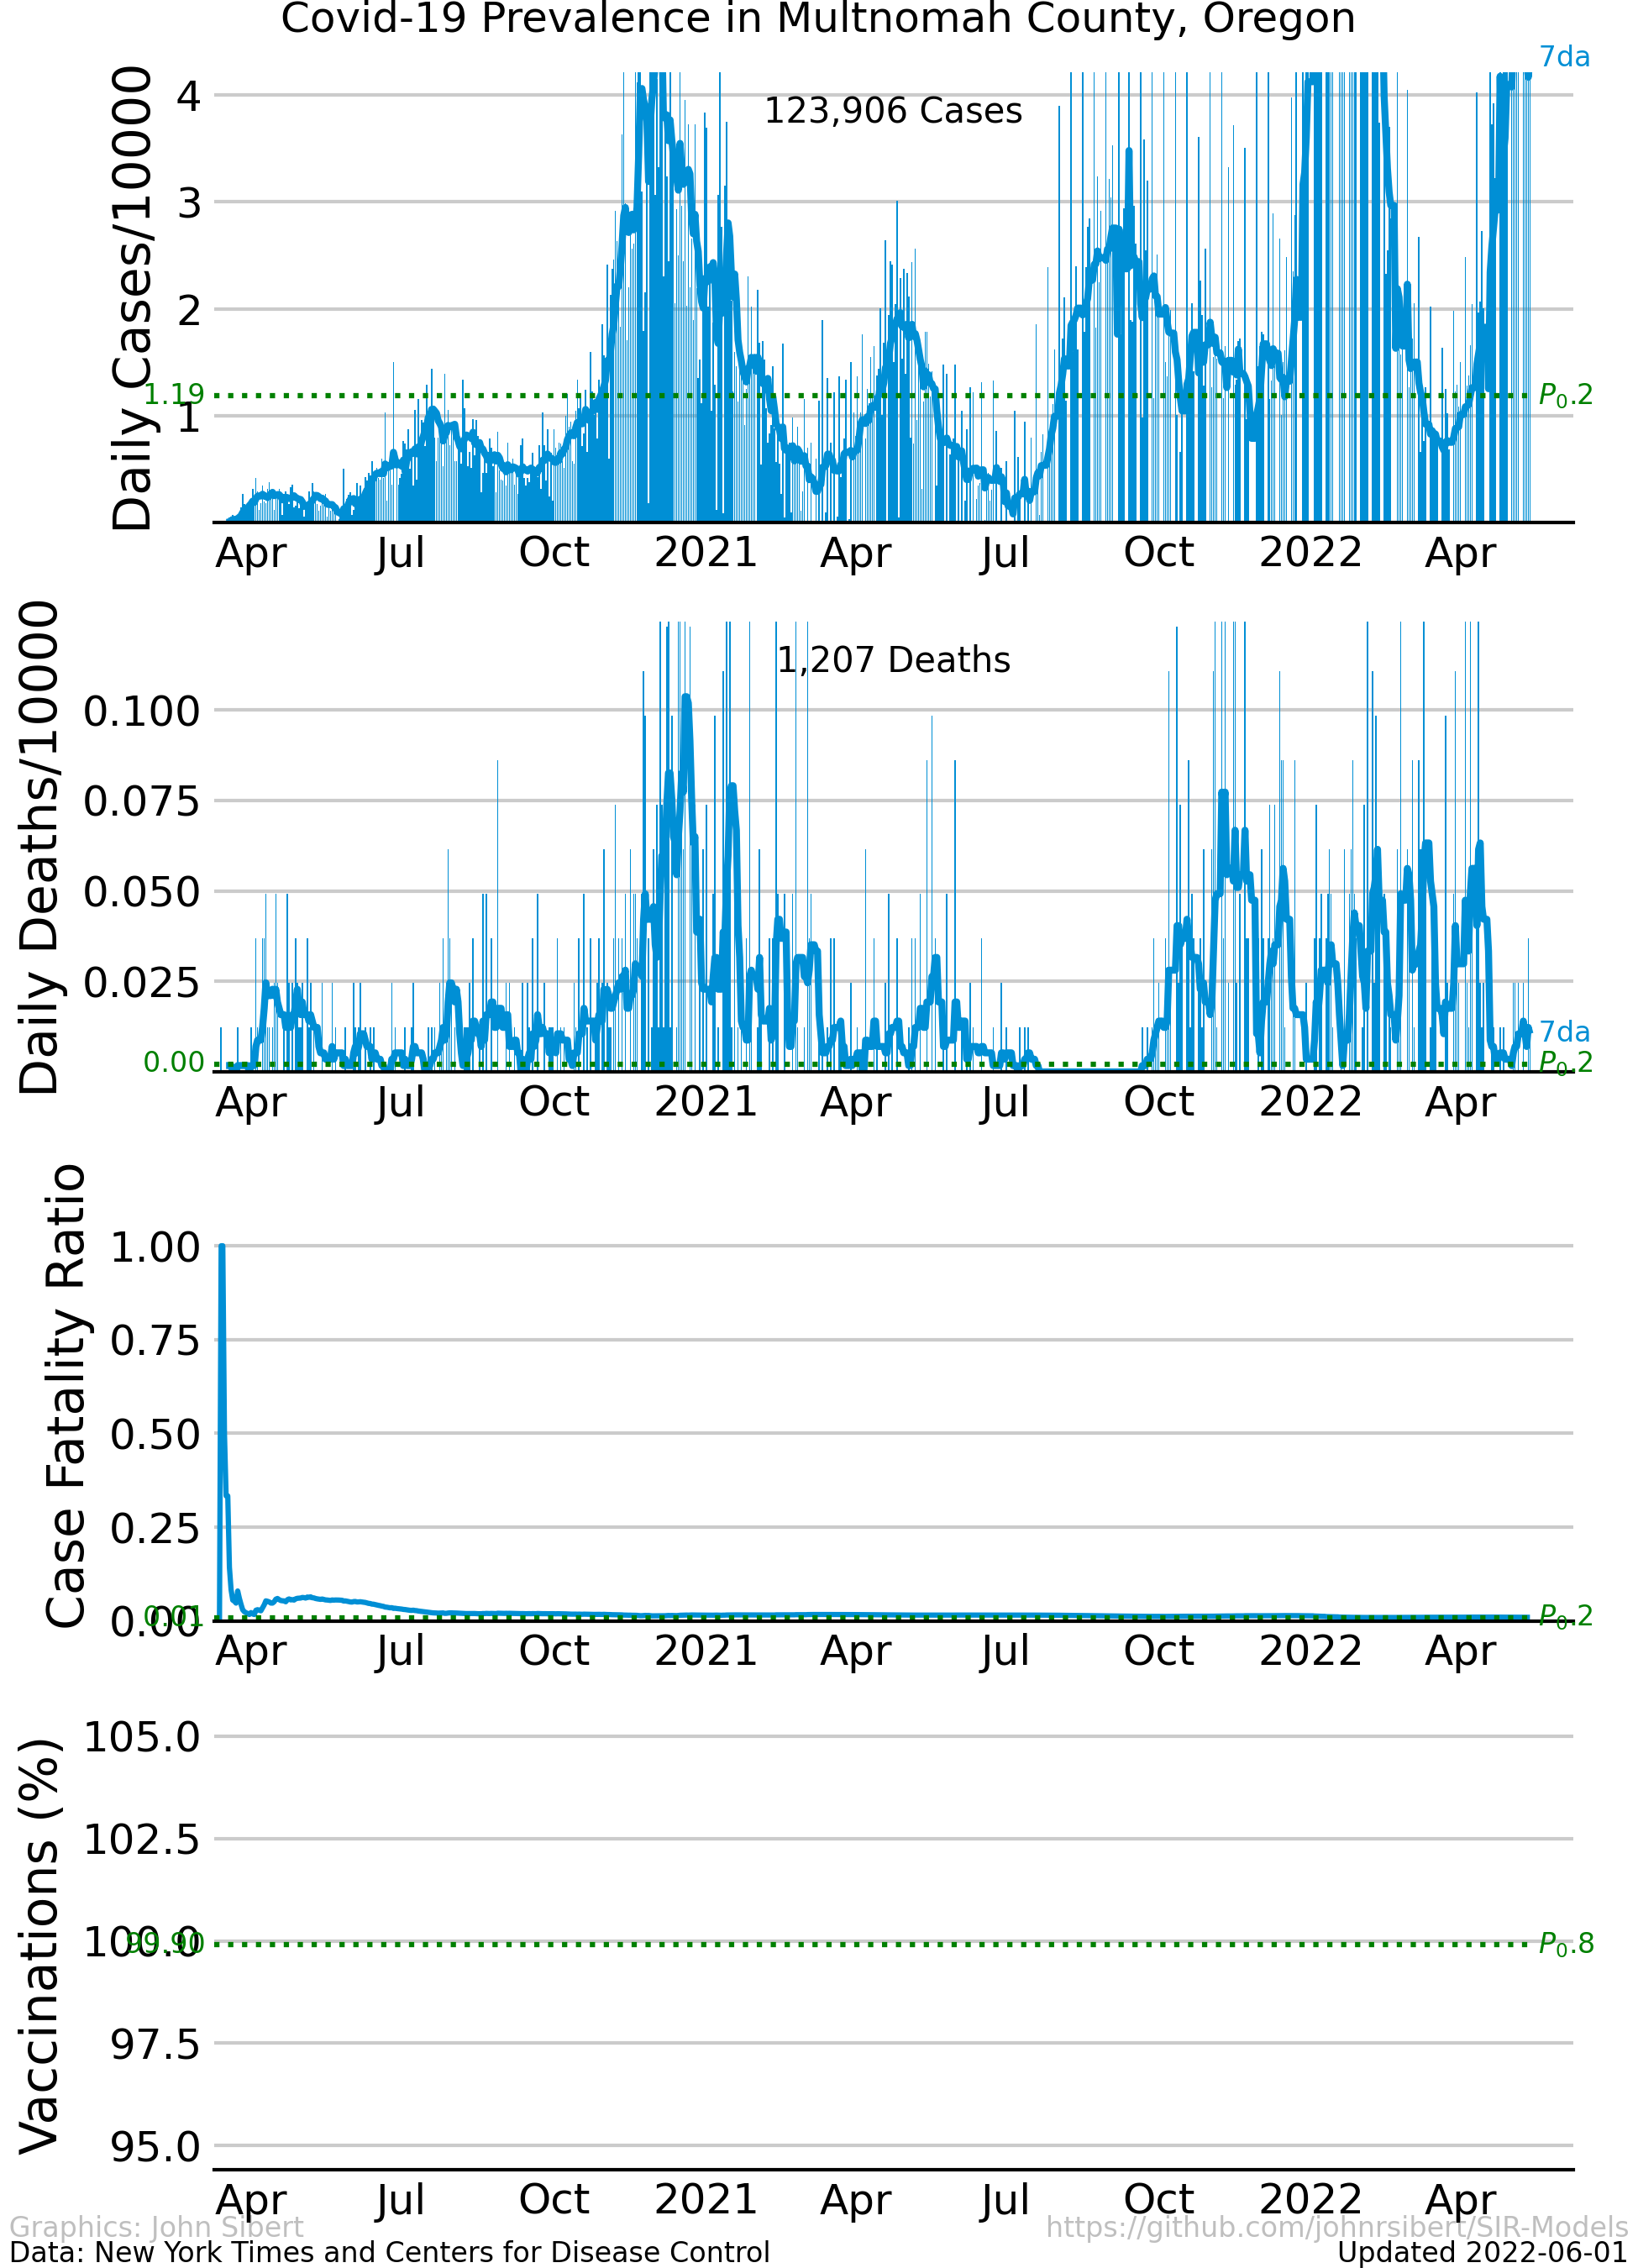 Covid-19 Prevalence in Multnomah County, Oregon
7da
Daily Cases/10000
4
3
2
1
1.19
123,906 Cases
P₀.2
Apr Jul Oct 2021 Apr Jul Oct 2022 Apr
Daily Deaths/10000
0.100
0.075
0.050
0.025
0.00
1,207 Deaths
7da
P₀.2
Apr Jul Oct 2021 Apr Jul Oct 2022 Apr
Case Fatality Ratio
1.00
0.75
0.50
0.25
0.00
0.01
P₀.2
Apr Jul Oct 2021 Apr Jul Oct 2022 Apr
Vaccinations (%)
105.0
102.5
100.0
99.90
97.5
95.0
P₀.8
Apr Jul Oct 2021 Apr Jul Oct 2022 Apr
Graphics: John Sibert
https://github.com/johnrsibert/SIR-Models
Data: New York Times and Centers for Disease Control
Updated 2022-06-01